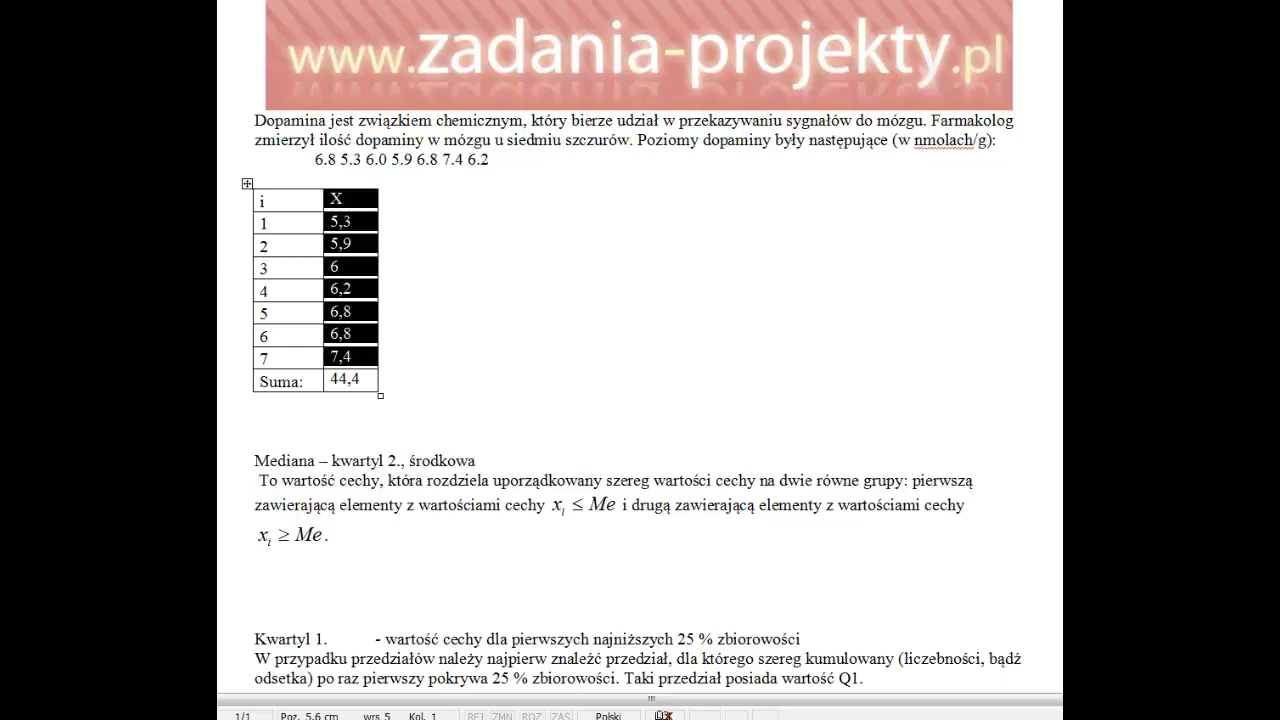 www.zadania-projekty.pl
Dopamina jest związkiem chemicznym, który bierze udział w przekazywaniu sygnałów do mózgu. Farmakolog
zmierzył ilość dopaminy w mózgu u siedmiu szczurów. Poziomy dopaminy były następujące (w nmolach/g):
6.8 5.3 6.0 5.9 6.8 7.4 6.2
i X
1 5,3
2 5,9
3 6
4 6,2
5 6,8
6 6,8
7 7,4
Suma: 44,4
Mediana – kwartyl 2., środkowa
To wartość cechy, która rozdziela uporządkowany szereg wartości cechy na dwie równe grupy: pierwszą
zawierającą elementy z wartościami cechy xᵢ ≤ Me i drugą zawierającą elementy z wartościami cechy
xᵢ ≥ Me.
Kwartyl 1. - wartość cechy dla pierwszych najniższych 25 % zbiorowości
W przypadku przedziałów należy najpierw znaleźć przedział, dla którego szereg kumulowany (liczebności, bądź
odsetka) po raz pierwszy pokrywa 25 % zbiorowości. Taki przedział posiada wartość Q1.
1/1 Poz. 5,6 cm wrs 5 Kol. 1 REJ ZMN ROZ ZAS Polski